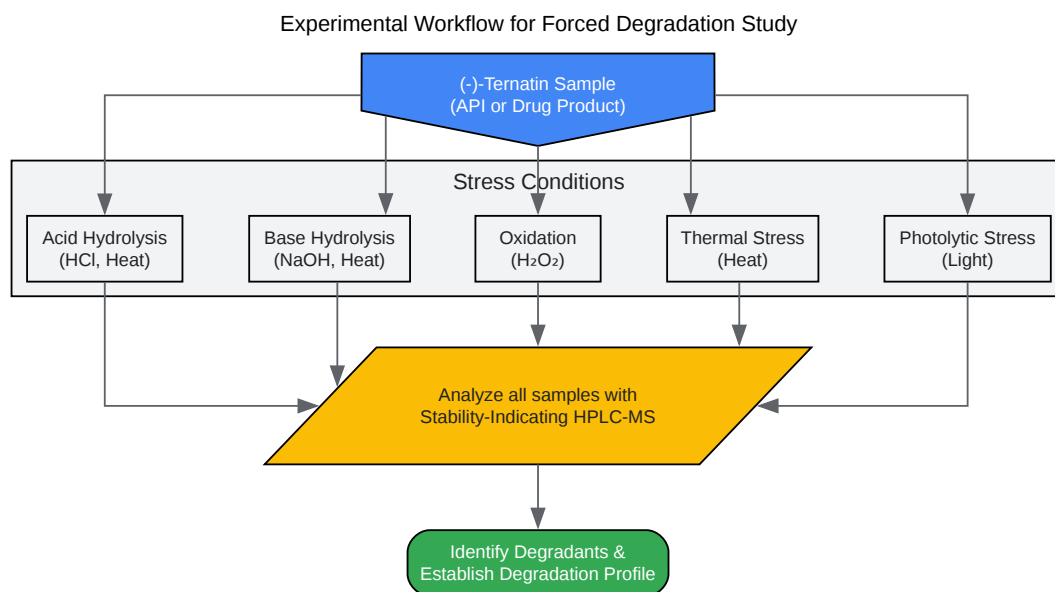 Experimental Workflow for Forced Degradation Study
(-)-Ternatin Sample
(API or Drug Product)
Stress Conditions
Acid Hydrolysis
(HCl, Heat)
Base Hydrolysis
(NaOH, Heat)
Oxidation
(H₂O₂)
Thermal Stress
(Heat)
Photolytic Stress
(Light)
Analyze all samples with
Stability-Indicating HPLC-MS
Identify Degradants &
Establish Degradation Profile